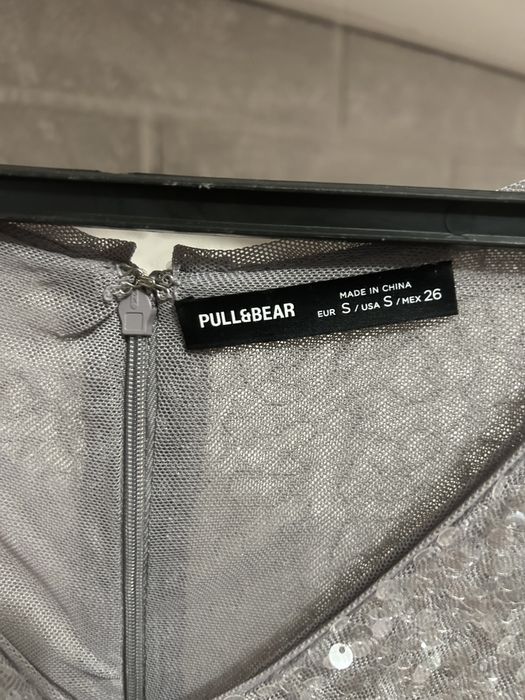 PULL&BEAR
MADE IN CHINA
EUR S / USA S / MEX 26